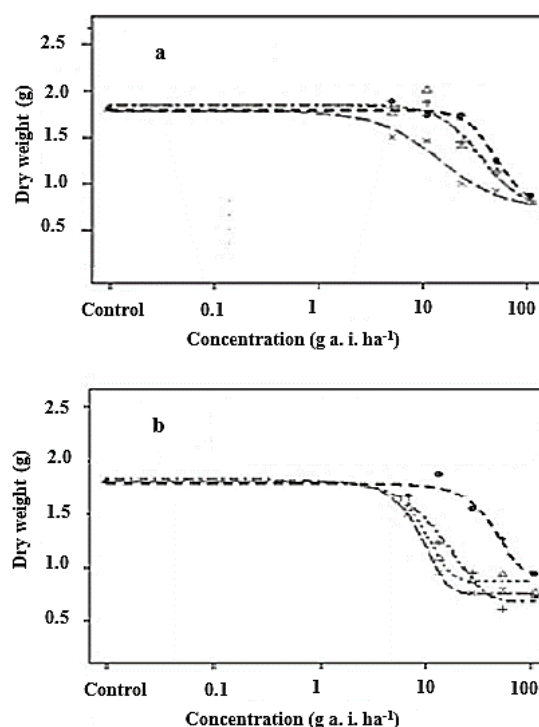 a
2.5
2.0
1.5
1.0
0.5
Dry weight (g)
Control 0.1 1 10 100
Concentration (g a. i. ha-1)
b
2.5
2.0
1.5
1.0
0.5
Dry weight (g)
Control 0.1 1 10 100
Concentration (g a. i. ha-1)